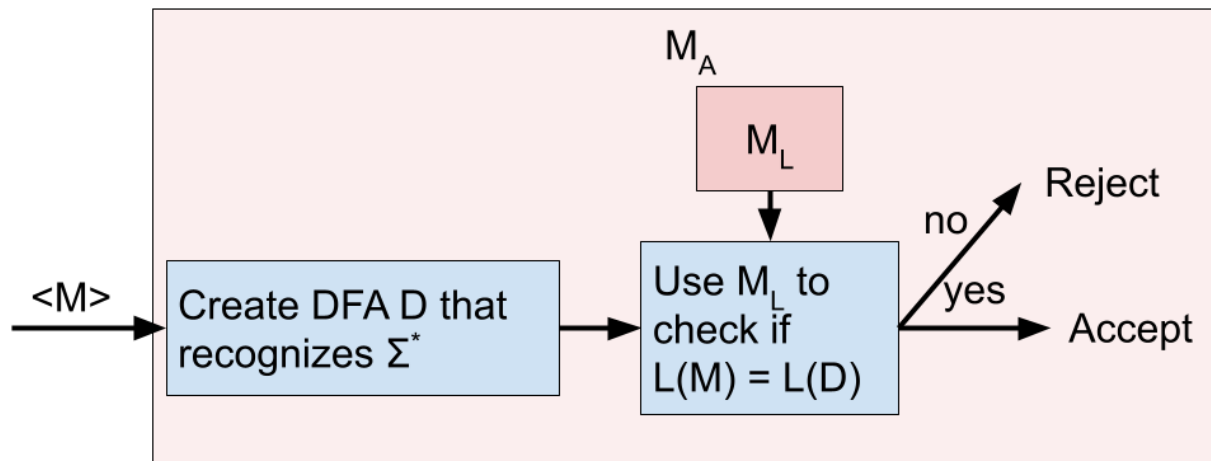 M_A
M_L
<M>
Create DFA D that
recognizes Σ*
Use M_L to
check if
L(M) = L(D)
no
yes
Reject
Accept